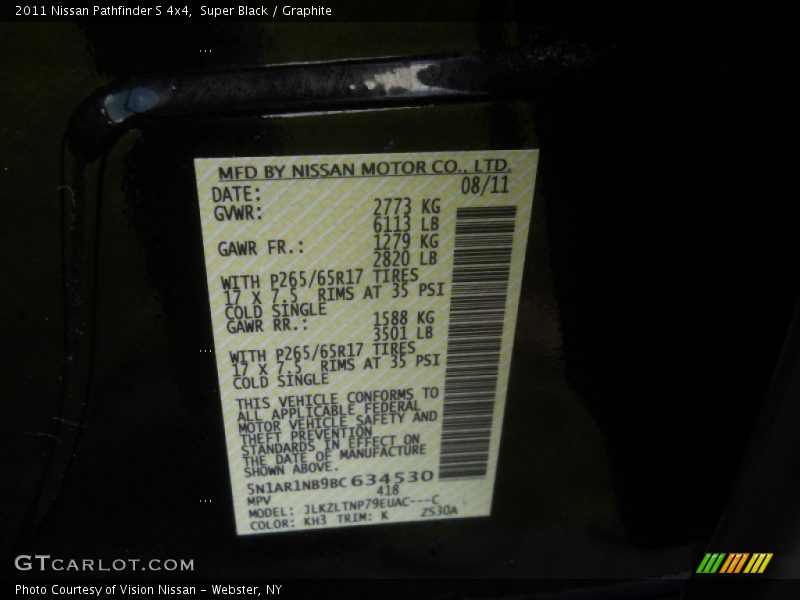 2011 Nissan Pathfinder S 4x4,  Super Black / Graphite
MFD BY NISSAN MOTOR CO., LTD.
DATE: 08/11
GVWR: 2773 KG
6113 LB
GAWR FR.: 1279 KG
2820 LB
WITH P265/65R17 TIRES
17 X 7.5 RIMS AT 35 PSI
COLD SINGLE
GAWR RR.: 1588 KG
3501 LB
WITH P265/65R17 TIRES
17 X 7.5 RIMS AT 35 PSI
COLD SINGLE
THIS VEHICLE CONFORMS TO
ALL APPLICABLE FEDERAL
MOTOR VEHICLE SAFETY AND
THEFT PREVENTION
STANDARDS IN EFFECT ON
THE DATE OF MANUFACTURE
SHOWN ABOVE.
5N1AR1NB9BC634530
MPV 418
MODEL: JLKZLTNP79EUAC---C
COLOR: KH3 TRIM: K ZS30A
GTCARLOT.COM
Photo Courtesy of Vision Nissan - Webster, NY